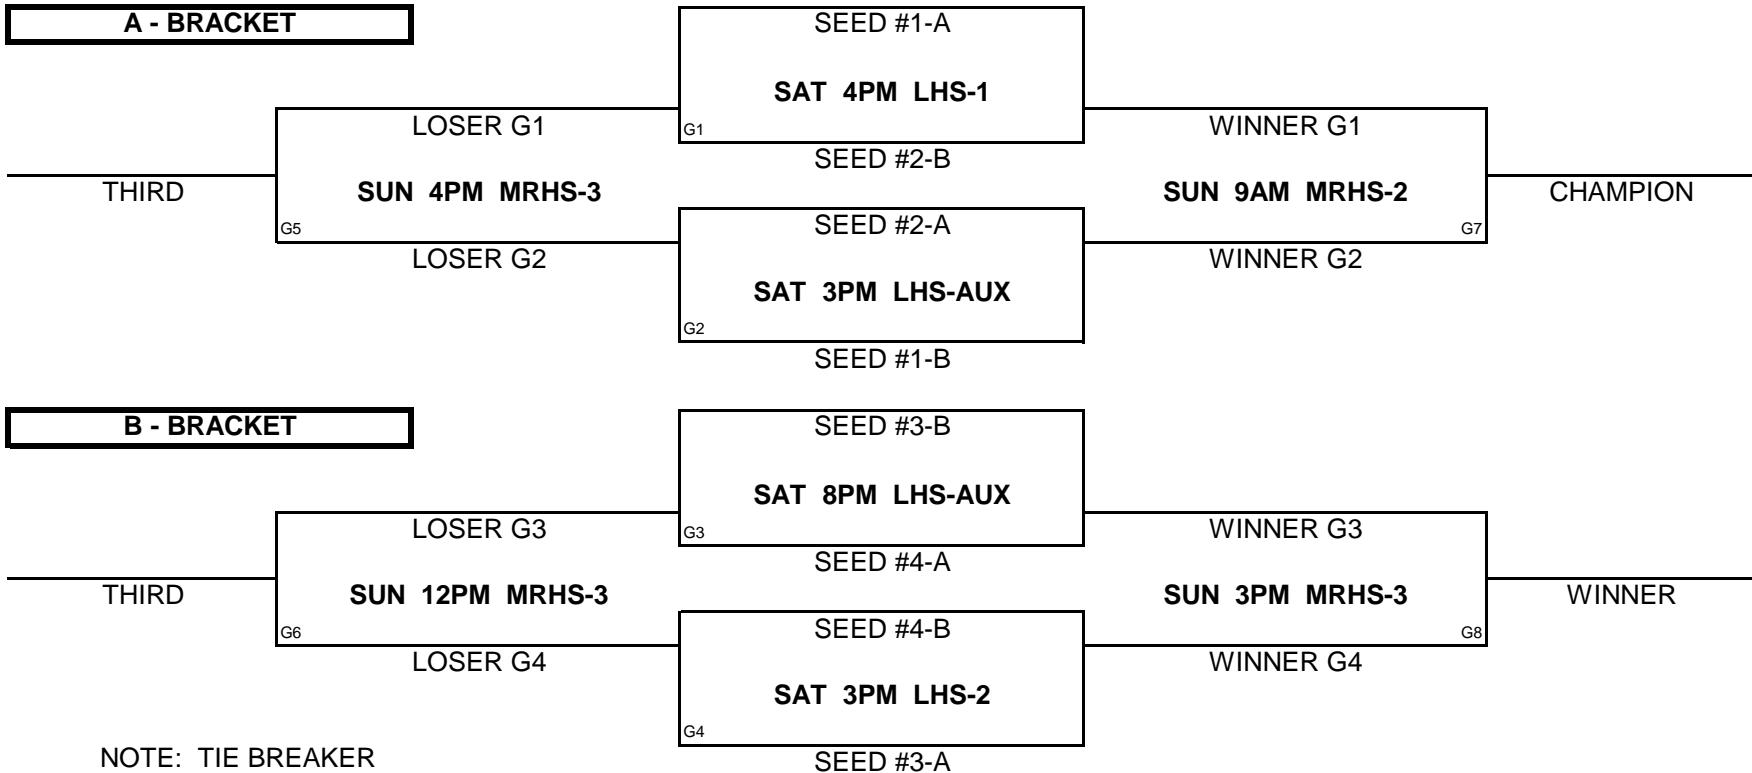 A - BRACKET
SEED #1-A
SAT 4PM LHS-1
LOSER G1
G1
WINNER G1
SEED #2-B
THIRD
SUN 4PM MRHS-3
SUN 9AM MRHS-2
CHAMPION
SEED #2-A
G5
G7
LOSER G2
WINNER G2
SAT 3PM LHS-AUX
G2
SEED #1-B
B - BRACKET
SEED #3-B
SAT 8PM LHS-AUX
LOSER G3
G3
WINNER G3
SEED #4-A
THIRD
SUN 12PM MRHS-3
SUN 3PM MRHS-3
WINNER
SEED #4-B
G6
G8
LOSER G4
WINNER G4
SAT 3PM LHS-2
G4
NOTE: TIE BREAKER
SEED #3-A